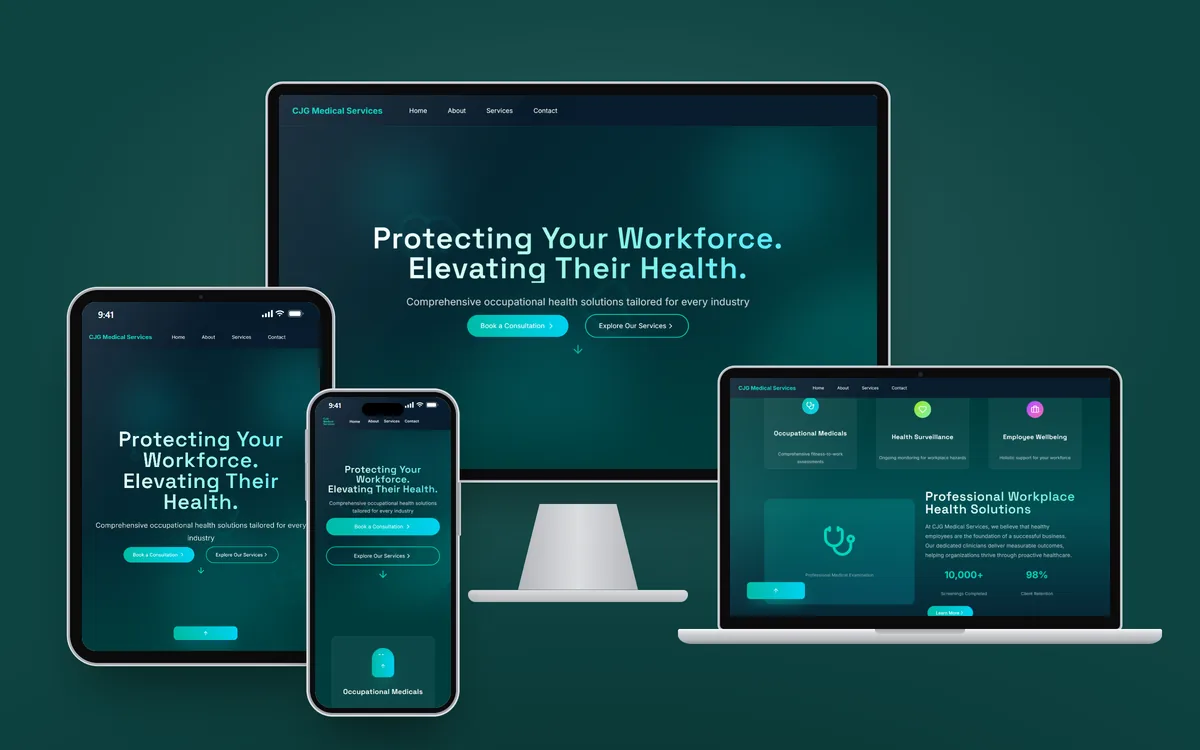 CJG Medical Services
Home About Services Contact
Protecting Your Workforce.
Elevating Their Health.
Comprehensive occupational health solutions tailored for every industry
Book a Consultation
Explore Our Services
9:41
CJG Medical Services
Home About Services Contact
Protecting Your
Workforce.
Elevating Their
Health.
Comprehensive occupational health solutions tailored for every
industry
Book a Consultation
Explore Our Services
9:41
CJG
Medical
Services
Home About Services Contact
Protecting Your
Workforce.
Elevating Their Health.
Comprehensive occupational health solutions
tailored for every industry
Book a Consultation
Explore Our Services
Occupational Medicals
CJG Medical Services
Home About Services Contact
Occupational Medicals
Comprehensive fitness-to-work
assessments
Health Surveillance
Ongoing monitoring for workplace hazards
Employee Wellbeing
Holistic support for your workforce
Professional Workplace
Health Solutions
At CJG Medical Services, we believe that healthy
employees are the foundation of a successful business.
Our dedicated clinicians deliver measurable outcomes,
helping organizations thrive through proactive healthcare.
Professional Medical
10,000+
Screenings Completed
98%
Client Retention
Learn More